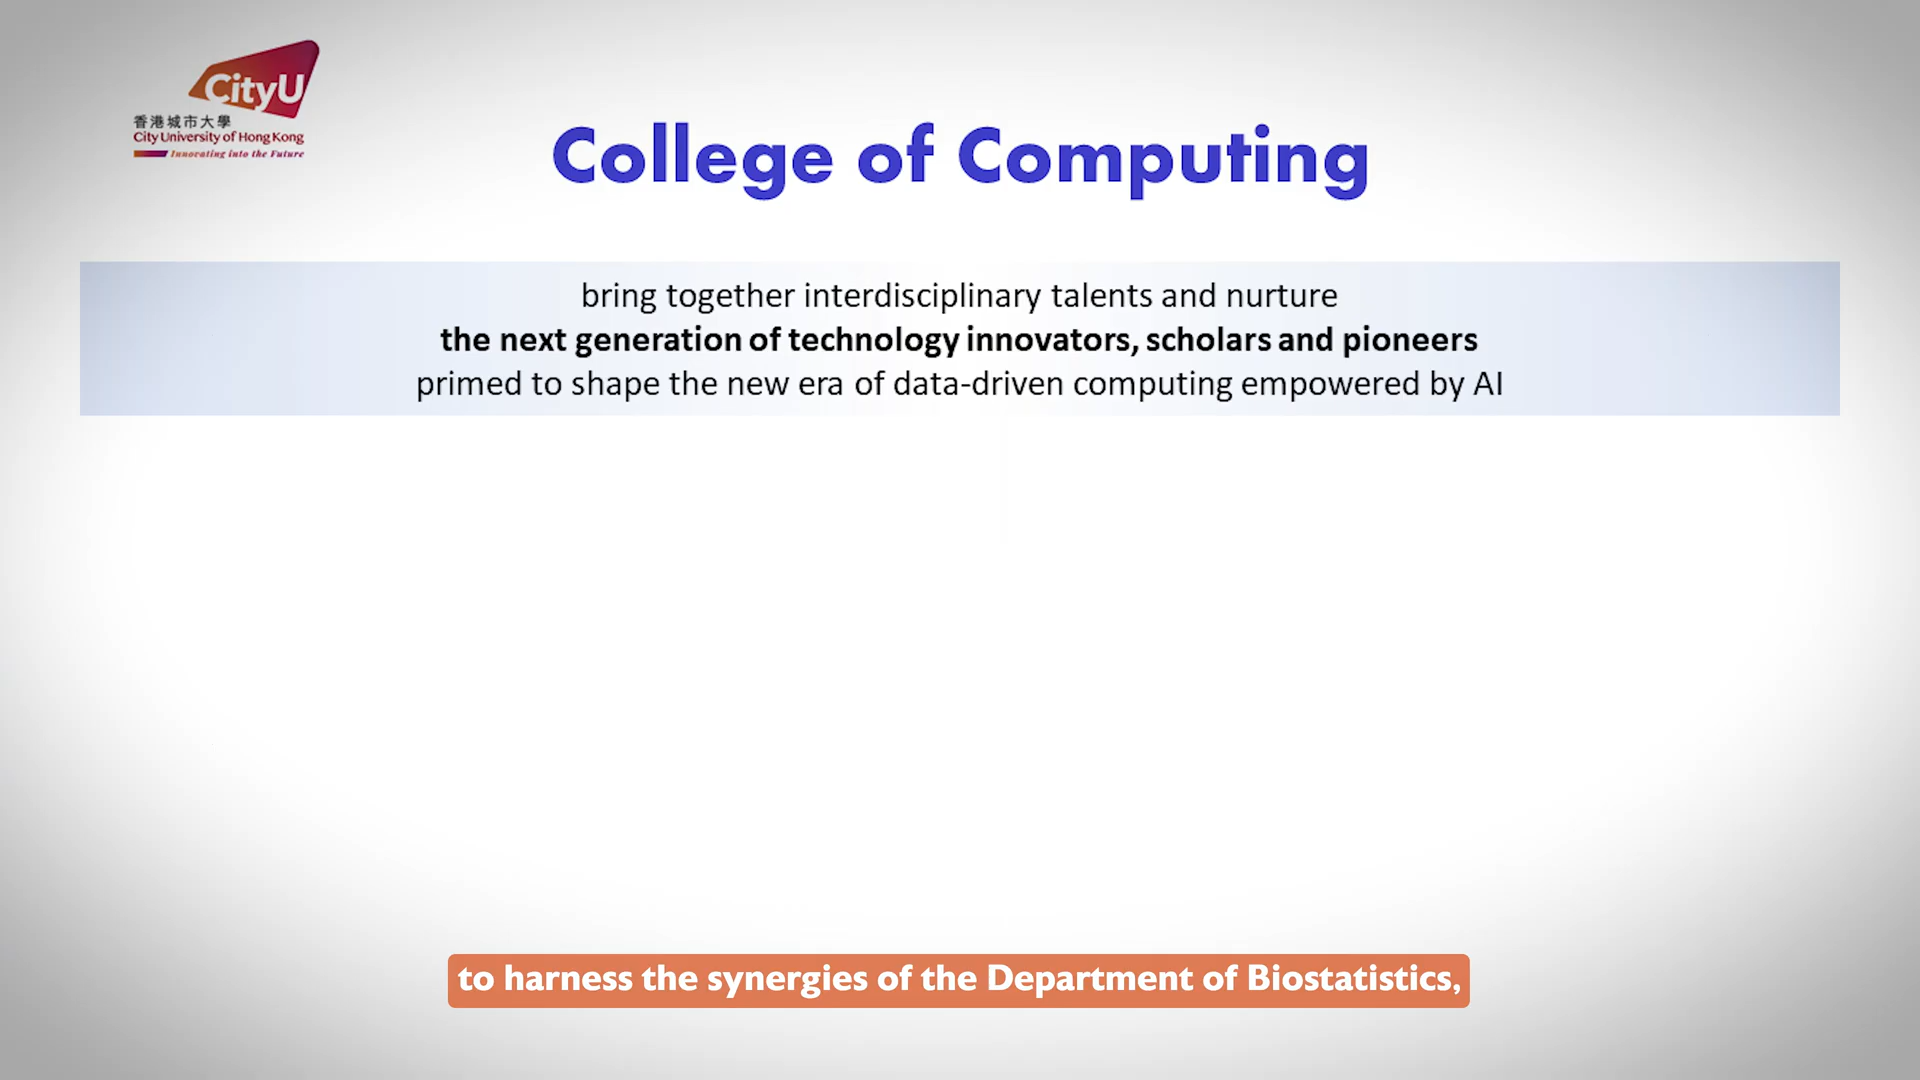 CityU
香港城市大學
City University of Hong Kong
Innovating into the Future
College of Computing
bring together interdisciplinary talents and nurture
the next generation of technology innovators, scholars and pioneers
primed to shape the new era of data-driven computing empowered by AI
to harness the synergies of the Department of Biostatistics,